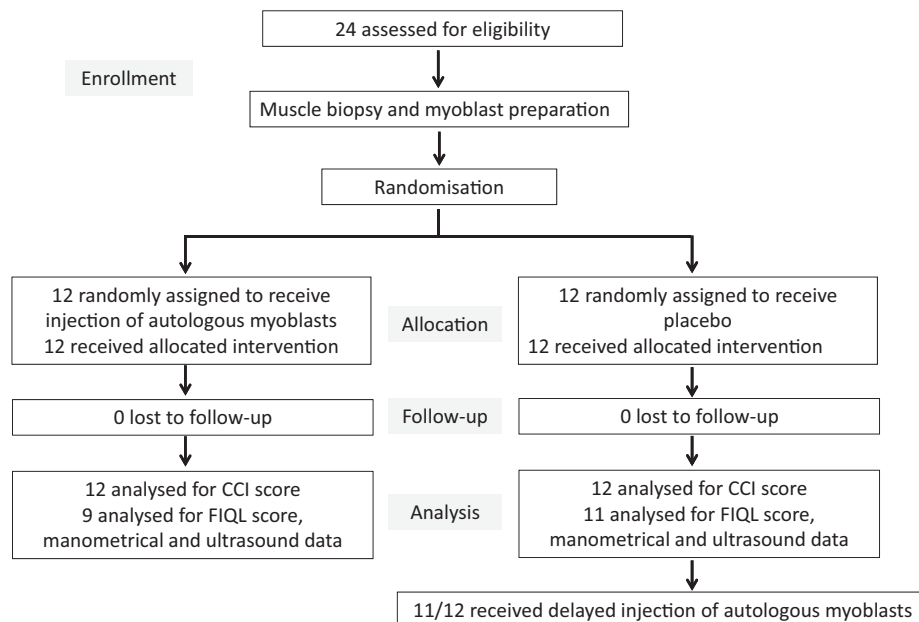 24 assessed for eligibility
Enrollment
Muscle biopsy and myoblast preparation
Randomisation
12 randomly assigned to receive
injection of autologous myoblasts
12 received allocated intervention
Allocation
12 randomly assigned to receive
placebo
12 received allocated intervention
0 lost to follow-up
Follow-up
0 lost to follow-up
12 analysed for CCI score
9 analysed for FIQL score,
manometrical and ultrasound data
Analysis
12 analysed for CCI score
11 analysed for FIQL score,
manometrical and ultrasound data
11/12 received delayed injection of autologous myoblasts